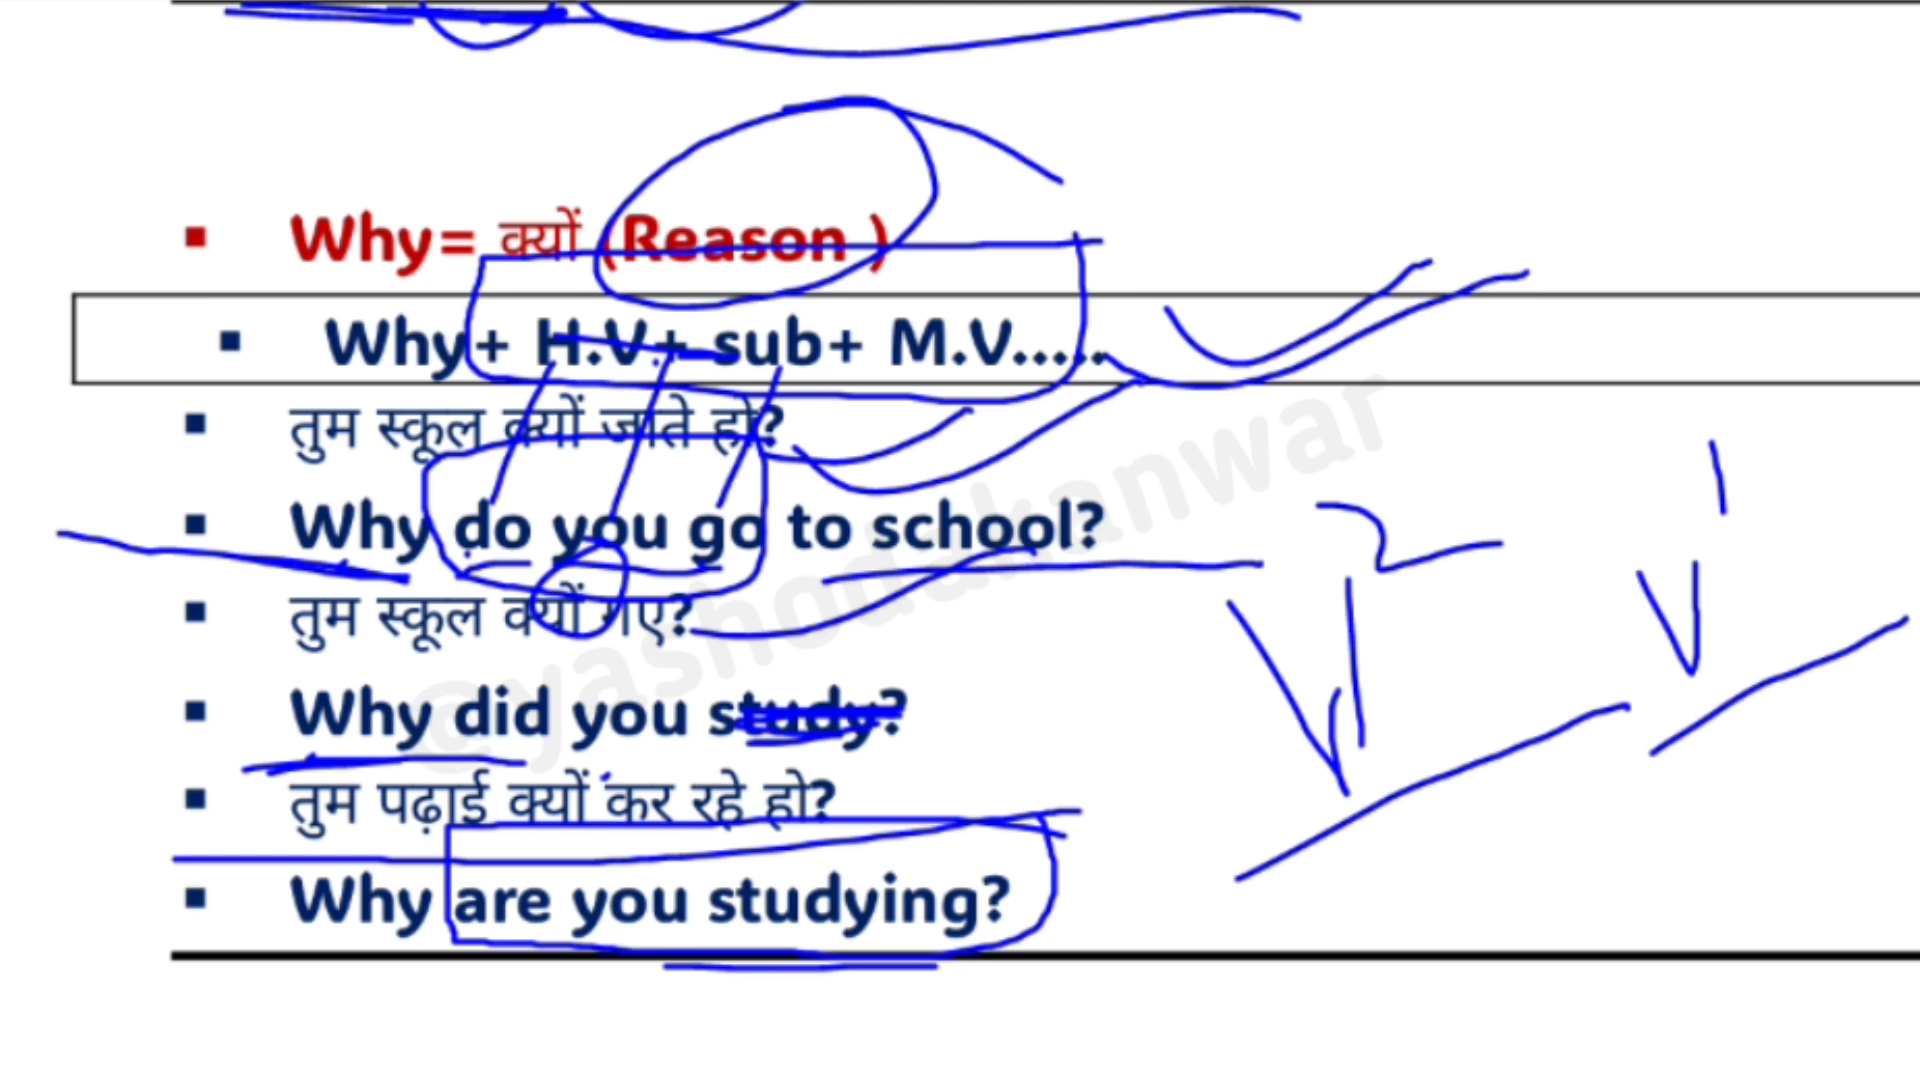 Why= क्यों (Reason )
Why+ H.V+ sub+ M.V.....
तुम स्कूल क्यों जाते हो?
Why do you go to school?
तुम स्कूल क्यों गए?
Why did you study?
तुम पढ़ाई क्यों कर रहे हो?
Why are you studying?
©yashodakanwar